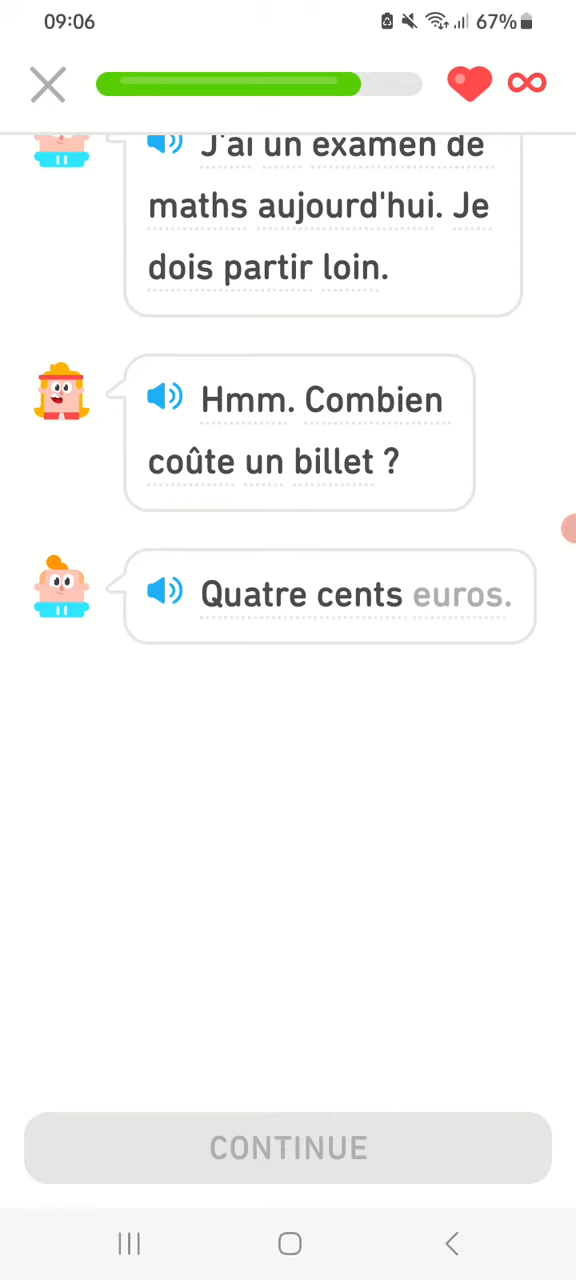 09:06
67%
J'ai un examen de
maths aujourd'hui. Je
dois partir loin.
Hmm. Combien
coûte un billet ?
Quatre cents euros.
CONTINUE